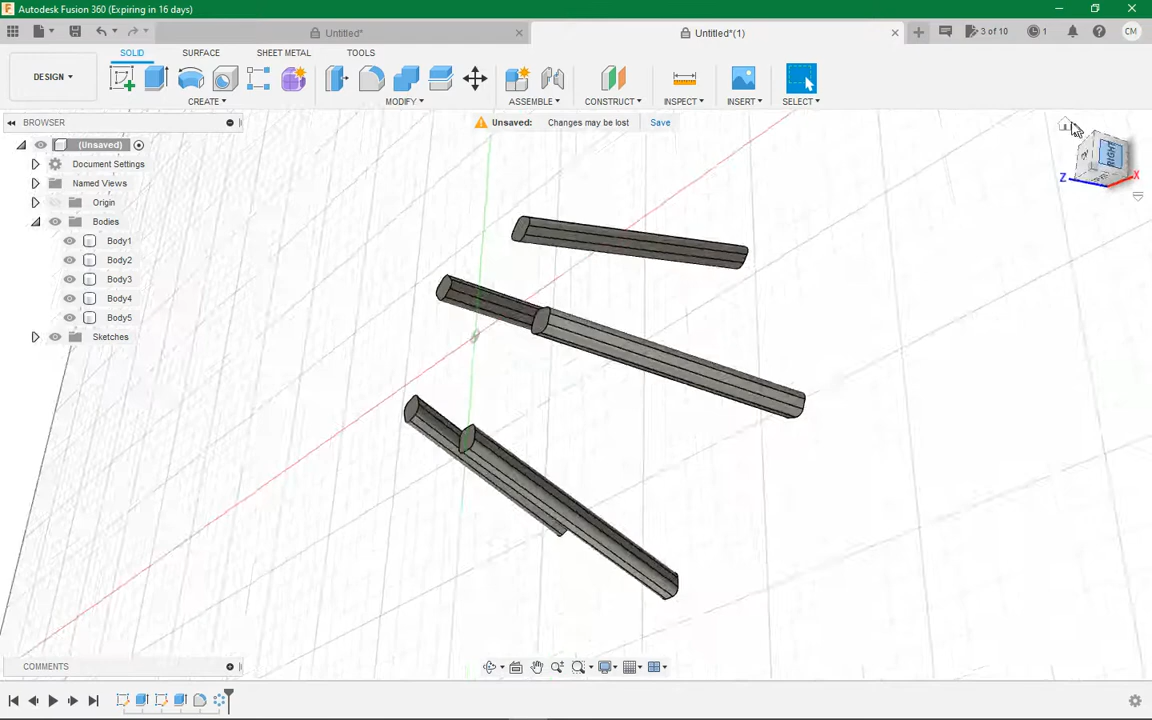 Autodesk Fusion 360 (Expiring in 16 days)
Untitled*
Untitled*(1)
3 of 10
1
CM
DESIGN
SOLID
SURFACE
SHEET METAL
TOOLS
CREATE
MODIFY
ASSEMBLE
CONSTRUCT
INSPECT
INSERT
SELECT
BROWSER
Unsaved:
Changes may be lost
Save
(Unsaved)
Document Settings
Named Views
Origin
Bodies
Body1
Body2
Body3
Body4
Body5
Sketches
RIGHT
Z
X
COMMENTS